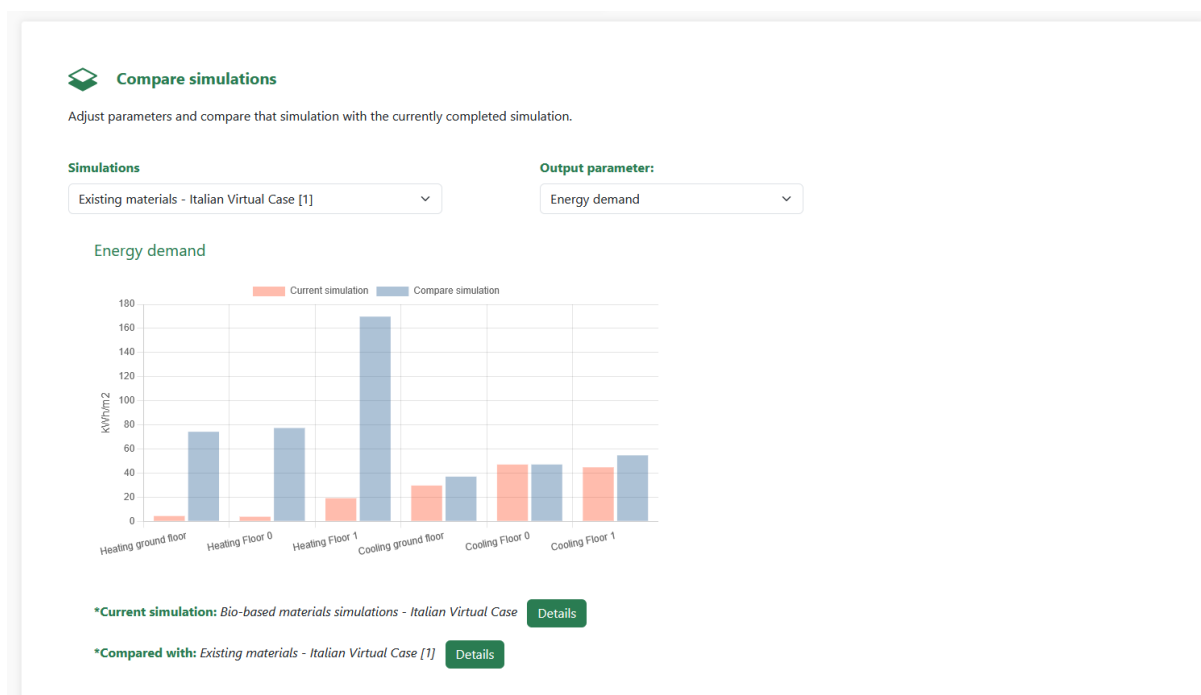 Compare simulations
Adjust parameters and compare that simulation with the currently completed simulation.
Simulations
Output parameter:
Existing materials - Italian Virtual Case [1]
Energy demand
Energy demand
Current simulation
Compare simulation
180
160
140
120
100
80
60
40
20
0
kWh/m2
Heating ground floor
Heating Floor 0
Heating Floor 1
Cooling ground floor
Cooling Floor 0
Cooling Floor 1
*Current simulation: Bio-based materials simulations - Italian Virtual Case Details
*Compared with: Existing materials - Italian Virtual Case [1] Details